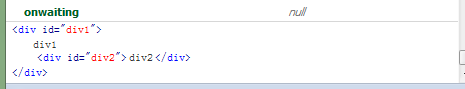 onwaiting null
<div id="div1">
div1
<div id="div2">div2</div>
</div>